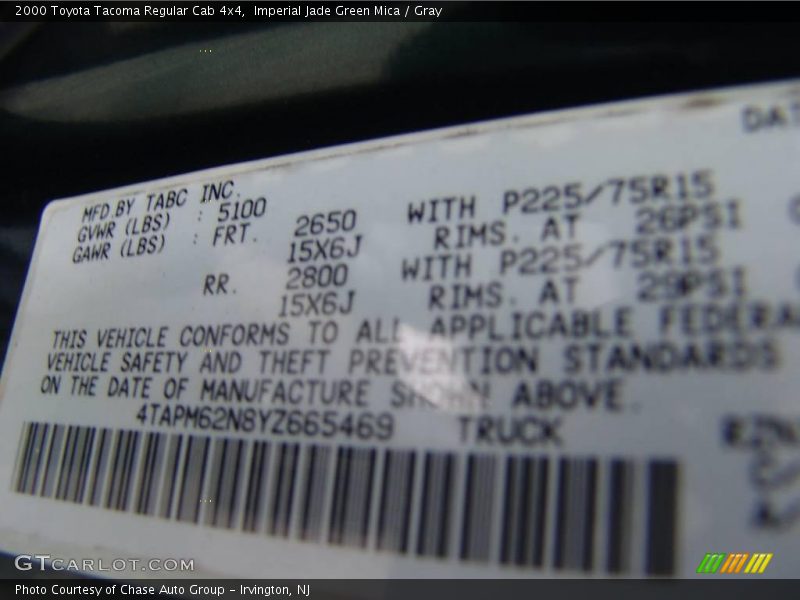 2000 Toyota Tacoma Regular Cab 4x4, Imperial Jade Green Mica / Gray
MFD.BY TABC INC.
GVWR (LBS) : 5100
GAWR (LBS) : FRT. 2650 WITH P225/75R15
15X6J RIMS. AT 26PSI
RR. 2800 WITH P225/75R15
15X6J RIMS. AT 29PSI
THIS VEHICLE CONFORMS TO ALL APPLICABLE FEDERA
VEHICLE SAFETY AND THEFT PREVENTION STANDARDS
ON THE DATE OF MANUFACTURE SHOWN ABOVE.
4TAPM62N8YZ665469 TRUCK
GTCARLOT.COM
Photo Courtesy of Chase Auto Group - Irvington, NJ